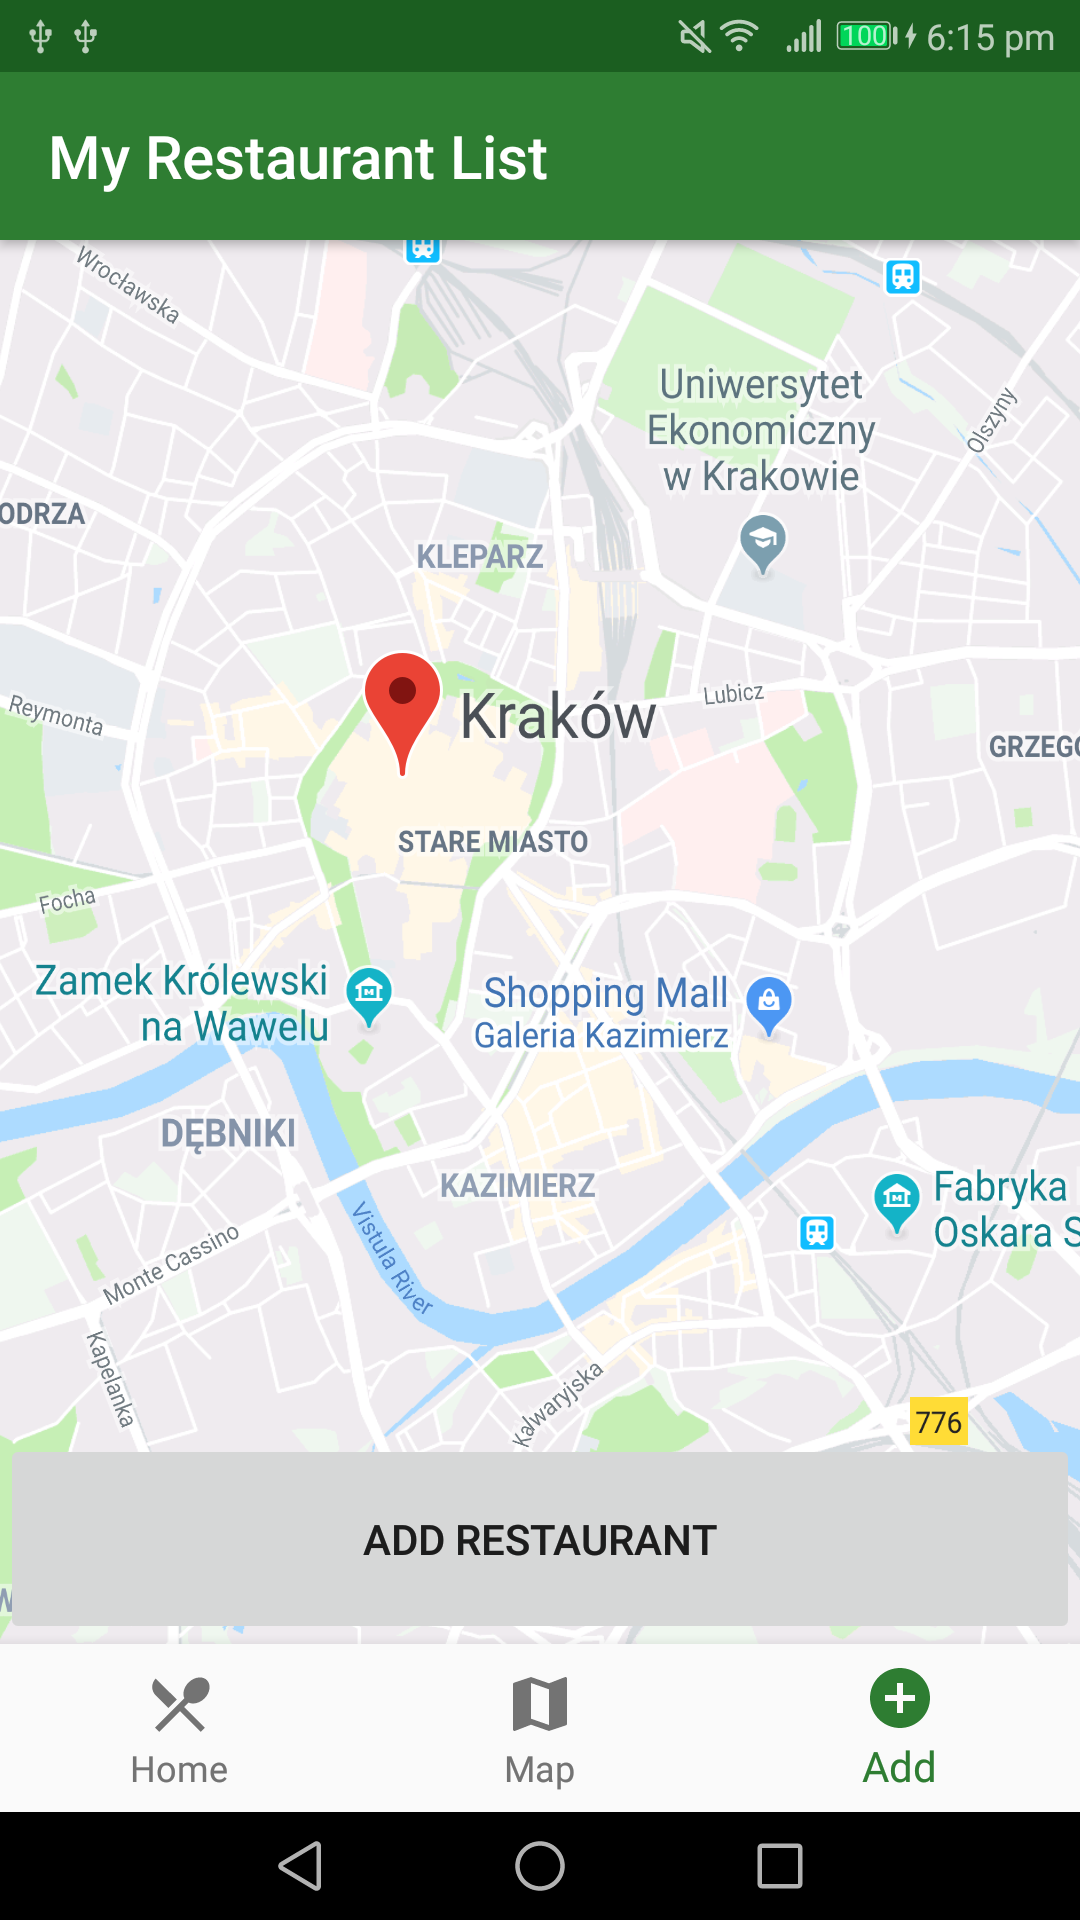 100 6:15 pm
My Restaurant List
Wrocławska
Uniwersytet
Ekonomiczny
w Krakowie
Olszyny
ODRZA
KLEPARZ
Reymonta
Kraków
Lubicz
GRZEGÓ
STARE MIASTO
Focha
Zamek Królewski
na Wawelu
Shopping Mall
Galeria Kazimierz
DĘBNIKI
KAZIMIERZ
Fabryka
Oskara S
Vistula River
Monte Cassino
Kapelanka
Kalwaryjska
776
ADD RESTAURANT
Home
Map
Add